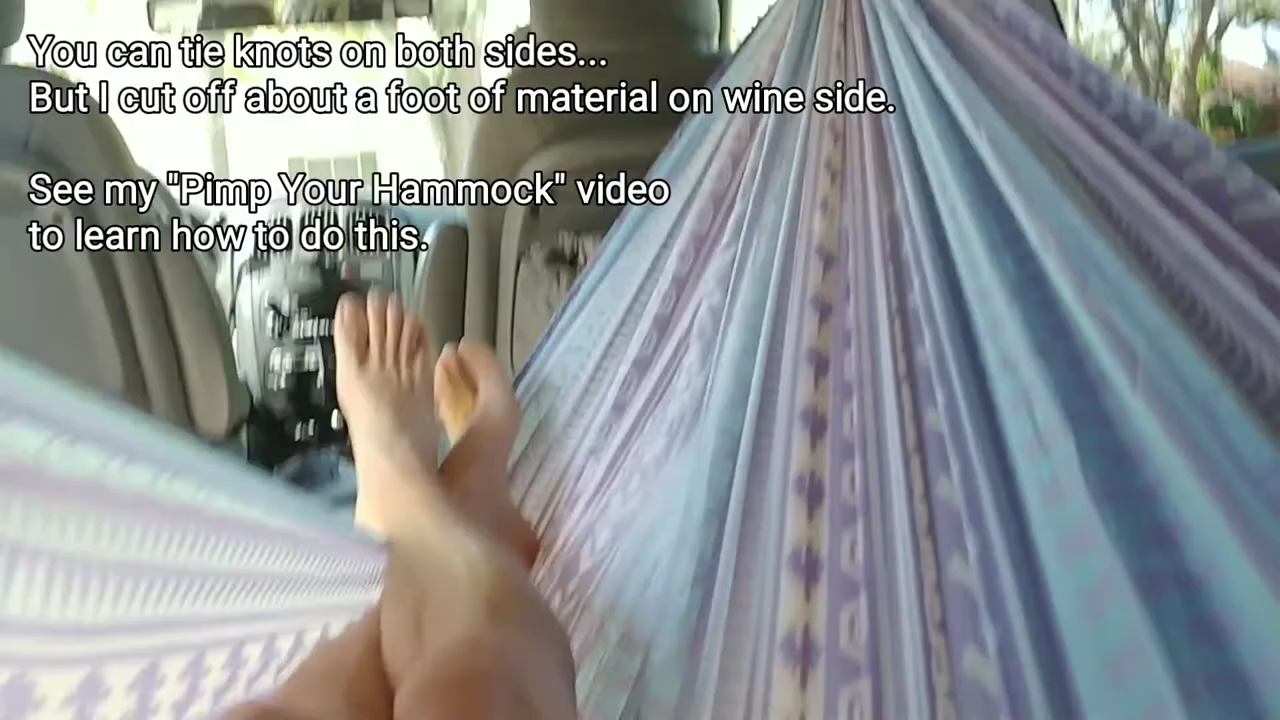 You can tie knots on both sides...
But I cut off about a foot of material on wine side.
See my "Pimp Your Hammock" video
to learn how to do this.